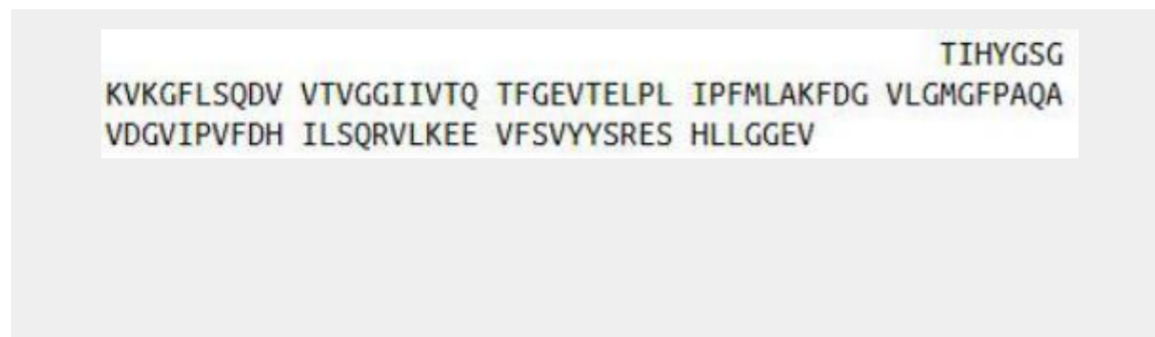 TIHYGSG
KVKGFLSQDV VTVGGIIVTQ TFGEVTELPL IPFMLAKFDG VLGMGFPAQA
VDGVIPVFDH ILSQRVLKEE VFSVYYSRES HLLGGEV